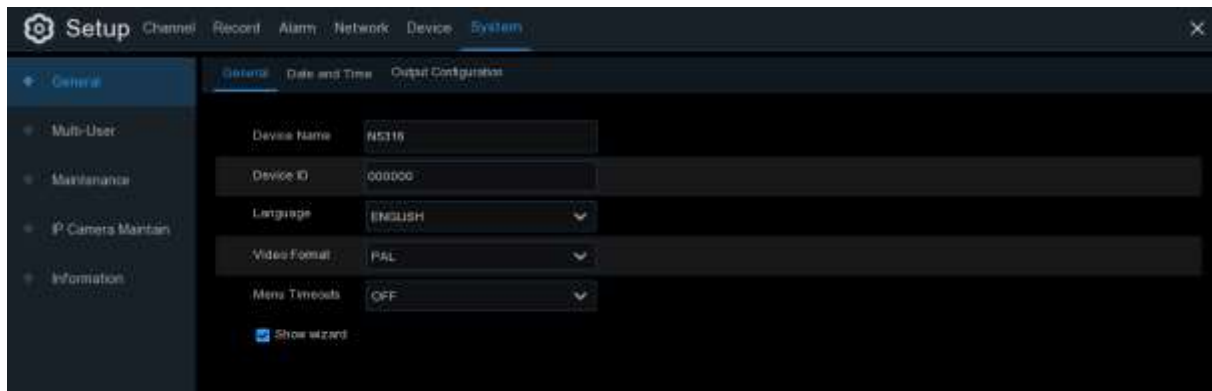 Setup Channel Record Alarm Network Device System
General
Multi-User
Maintenance
IP Camera Maintain
Information
General Date and Time Output Configuration
Device Name N5316
Device ID 000000
Language ENGLISH
Video Format PAL
Menu Timeouts OFF
Show wizard